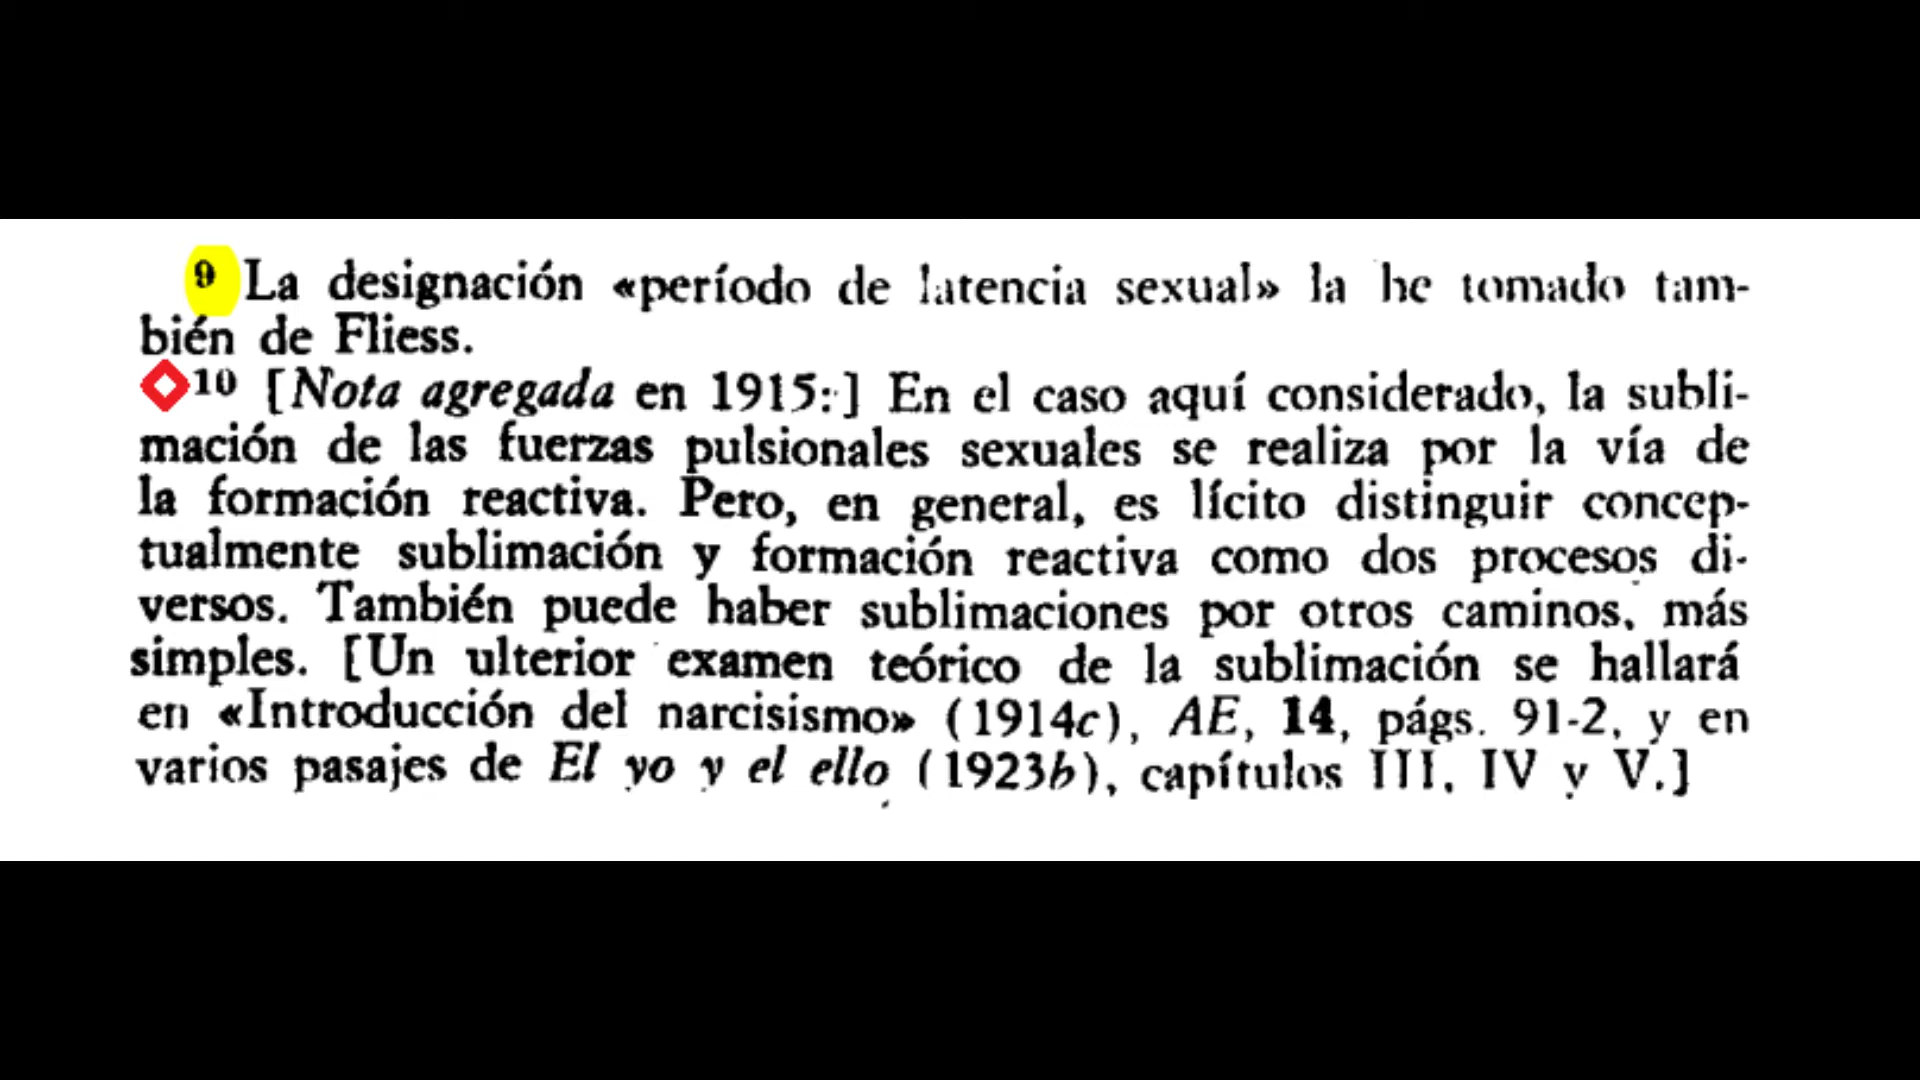 9 La designación «período de latencia sexual» la he tomado tam-
bién de Fliess.
10 [Nota agregada en 1915:] En el caso aquí considerado, la subli-
mación de las fuerzas pulsionales sexuales se realiza por la vía de
la formación reactiva. Pero, en general, es lícito distinguir concep-
tualmente sublimación y formación reactiva como dos procesos di-
versos. También puede haber sublimaciones por otros caminos, más
simples. [Un ulterior examen teórico de la sublimación se hallará
en «Introducción del narcisismo» (1914c), AE, 14, págs. 91-2, y en
varios pasajes de El yo y el ello (1923b), capítulos III, IV y V.]